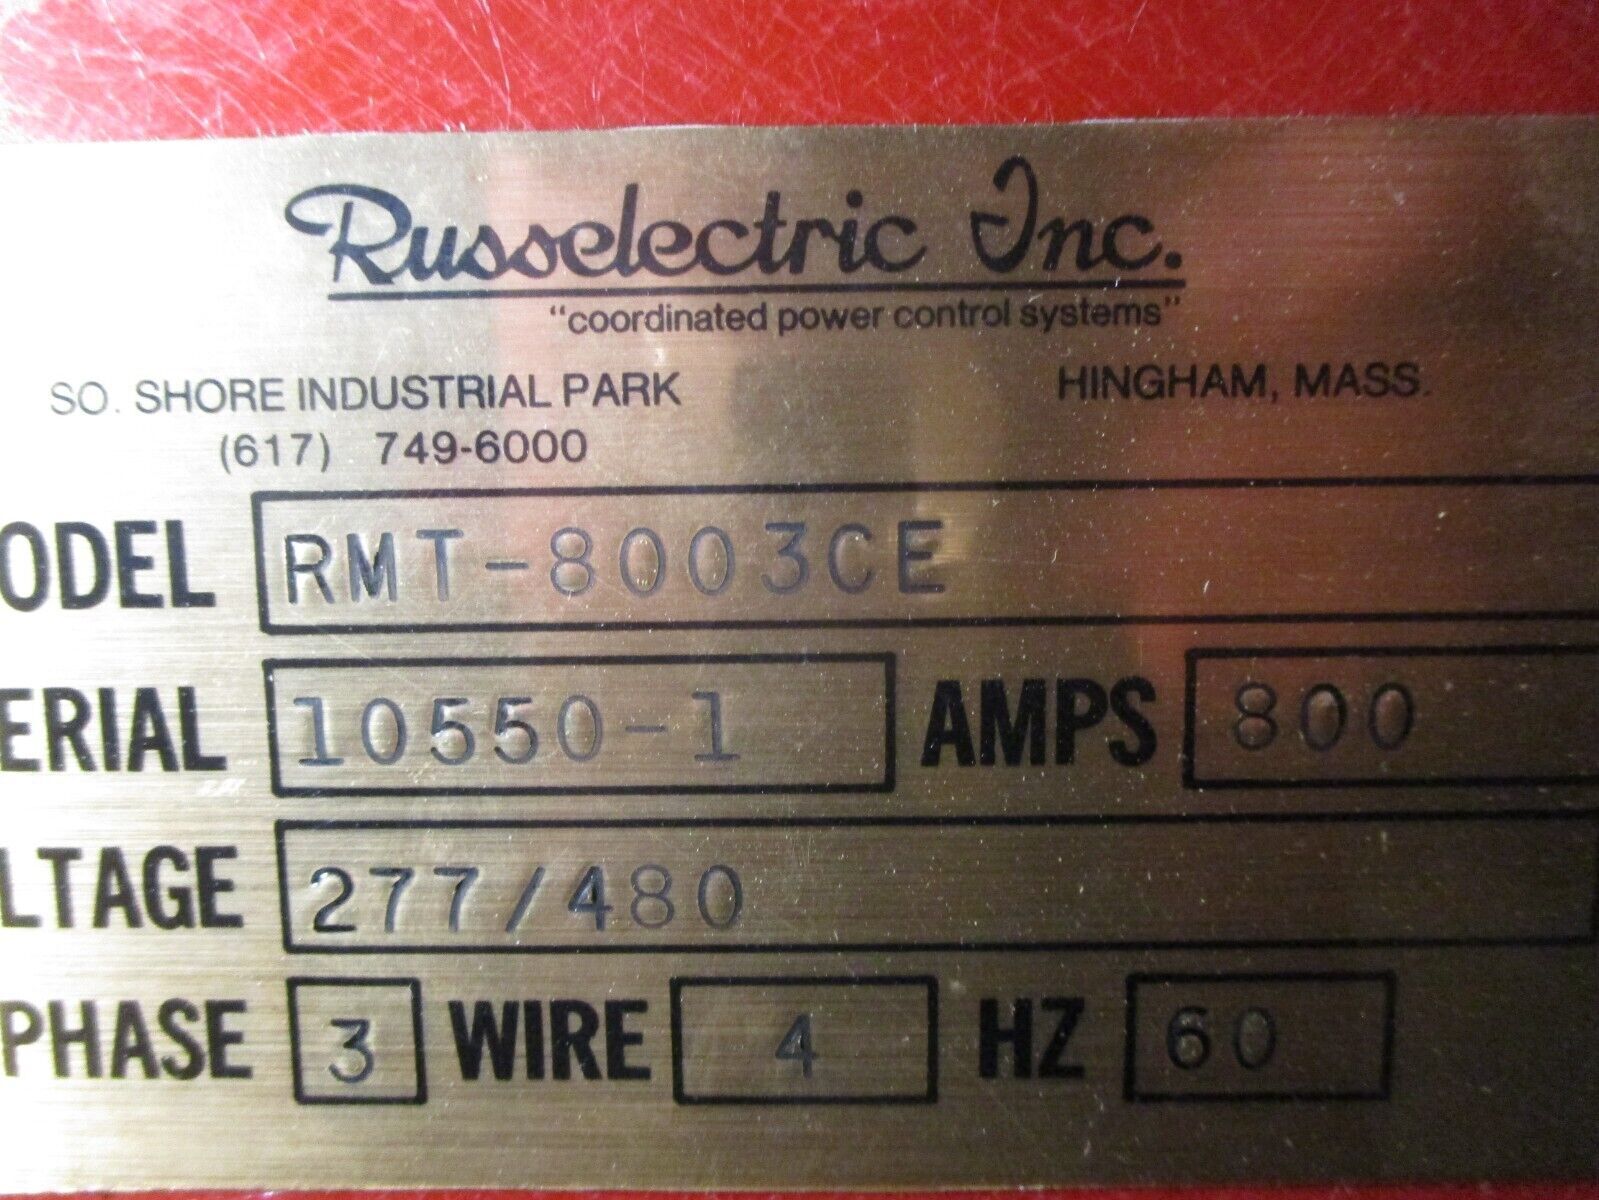 Russelectric Inc.
"coordinated power control systems"
SO. SHORE INDUSTRIAL PARK HINGHAM, MASS.
(617) 749-6000
ODEL RMT-8003CE
ERIAL 10550-1 AMPS 800
LTAGE 277/480
PHASE 3 WIRE 4 HZ 60